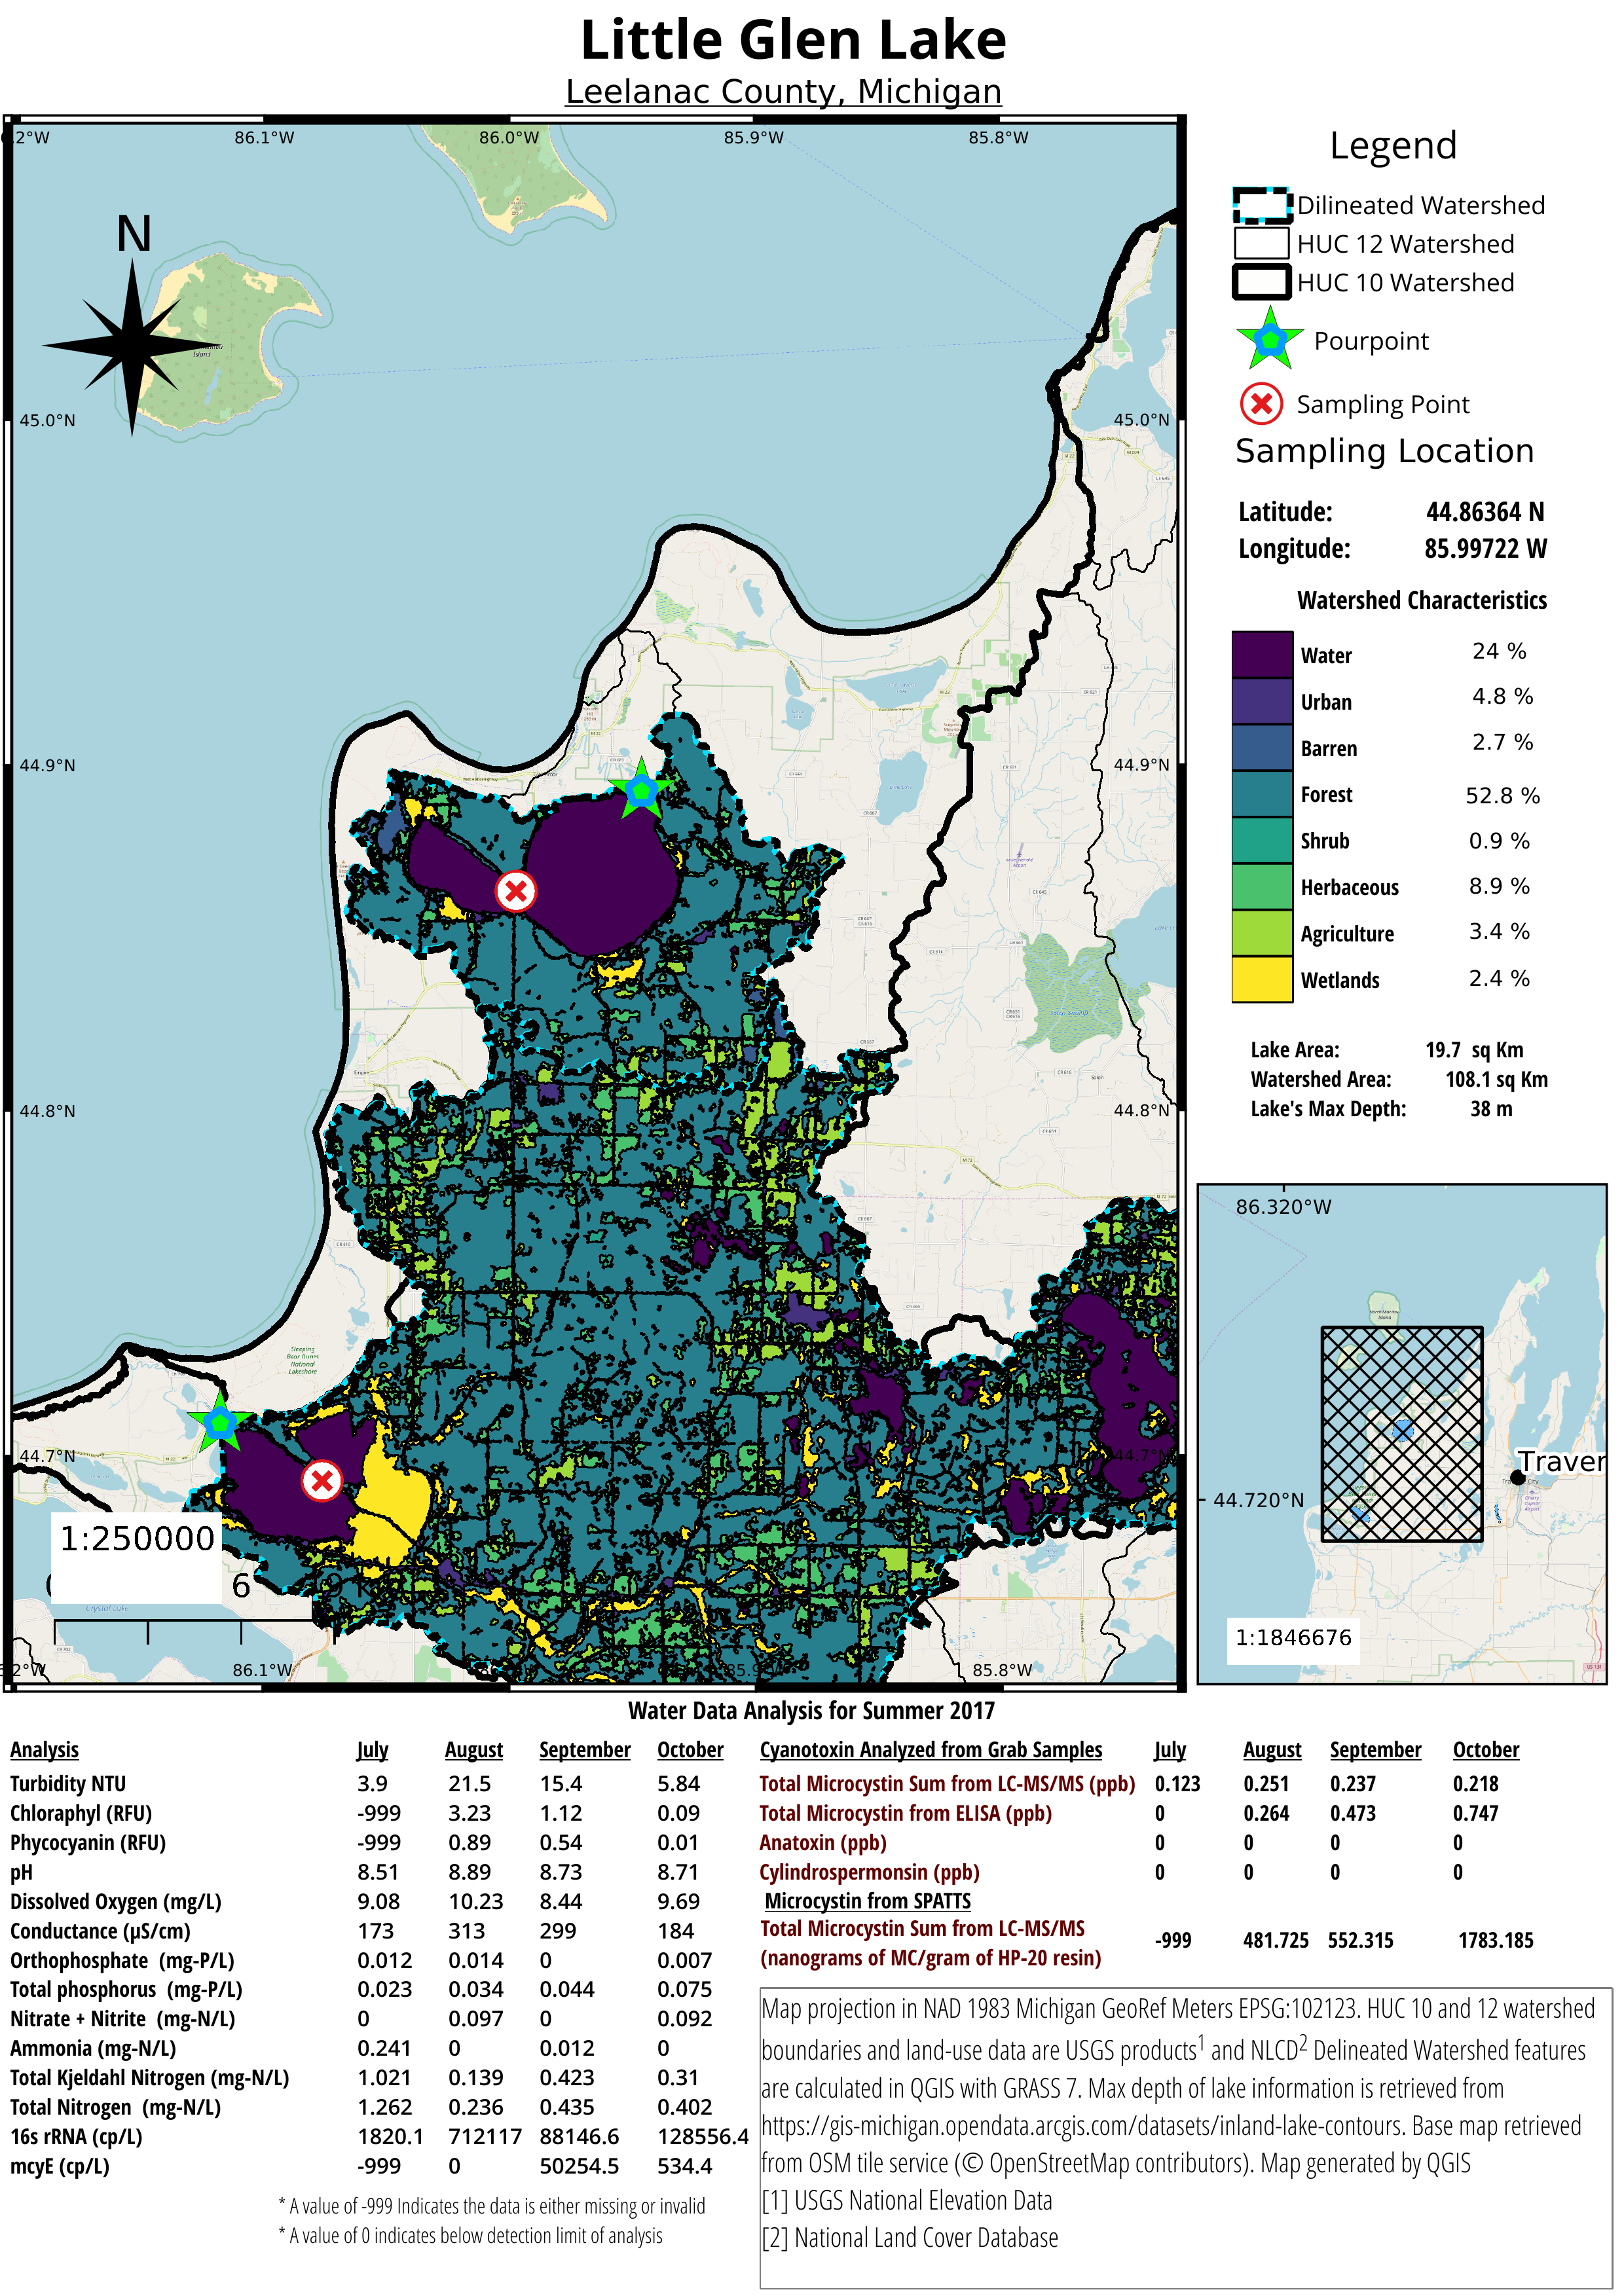 Little Glen Lake
Leelanac County, Michigan
86.1°W 86.0°W 85.9°W 85.8°W
N
45.0°N 45.0°N
44.9°N 44.9°N
44.8°N 44.8°N
44.7°N 44.7°N
Empire
Sleeping
Bear Dunes
National
Lakeshore
1:250000
6
Crystal Lake
86.1°W 85.9°W 85.8°W
Legend
Dilineated Watershed
HUC 12 Watershed
HUC 10 Watershed
Pourpoint
Sampling Point
Sampling Location
Latitude: 44.86364 N
Longitude: 85.99722 W
Watershed Characteristics
Water 24 %
Urban 4.8 %
Barren 2.7 %
Forest 52.8 %
Shrub 0.9 %
Herbaceous 8.9 %
Agriculture 3.4 %
Wetlands 2.4 %
Lake Area: 19.7 sq Km
Watershed Area: 108.1 sq Km
Lake's Max Depth: 38 m
86.320°W
44.720°N
Traver
1:1846676
Water Data Analysis for Summer 2017
Analysis July August September October
Turbidity NTU 3.9 21.5 15.4 5.84
Chloraphyl (RFU) -999 3.23 1.12 0.09
Phycocyanin (RFU) -999 0.89 0.54 0.01
pH 8.51 8.89 8.73 8.71
Dissolved Oxygen (mg/L) 9.08 10.23 8.44 9.69
Conductance (µS/cm) 173 313 299 184
Orthophosphate (mg-P/L) 0.012 0.014 0 0.007
Total phosphorus (mg-P/L) 0.023 0.034 0.044 0.075
Nitrate + Nitrite (mg-N/L) 0 0.097 0 0.092
Ammonia (mg-N/L) 0.241 0 0.012 0
Total Kjeldahl Nitrogen (mg-N/L) 1.021 0.139 0.423 0.31
Total Nitrogen (mg-N/L) 1.262 0.236 0.435 0.402
16s rRNA (cp/L) 1820.1 712117 88146.6 128556.4
mcyE (cp/L) -999 0 50254.5 534.4
* A value of -999 Indicates the data is either missing or invalid
* A value of 0 indicates below detection limit of analysis
Cyanotoxin Analyzed from Grab Samples July August September October
Total Microcystin Sum from LC-MS/MS (ppb) 0.123 0.251 0.237 0.218
Total Microcystin from ELISA (ppb) 0 0.264 0.473 0.747
Anatoxin (ppb) 0 0 0 0
Cylindrospermonsin (ppb) 0 0 0 0
Microcystin from SPATTS
Total Microcystin Sum from LC-MS/MS
(nanograms of MC/gram of HP-20 resin) -999 481.725 552.315 1783.185
Map projection in NAD 1983 Michigan GeoRef Meters EPSG:102123. HUC 10 and 12 watershed
boundaries and land-use data are USGS products1 and NLCD2 Delineated Watershed features
are calculated in QGIS with GRASS 7. Max depth of lake information is retrieved from
https://gis-michigan.opendata.arcgis.com/datasets/inland-lake-contours. Base map retrieved
from OSM tile service (© OpenStreetMap contributors). Map generated by QGIS
[1] USGS National Elevation Data
[2] National Land Cover Database